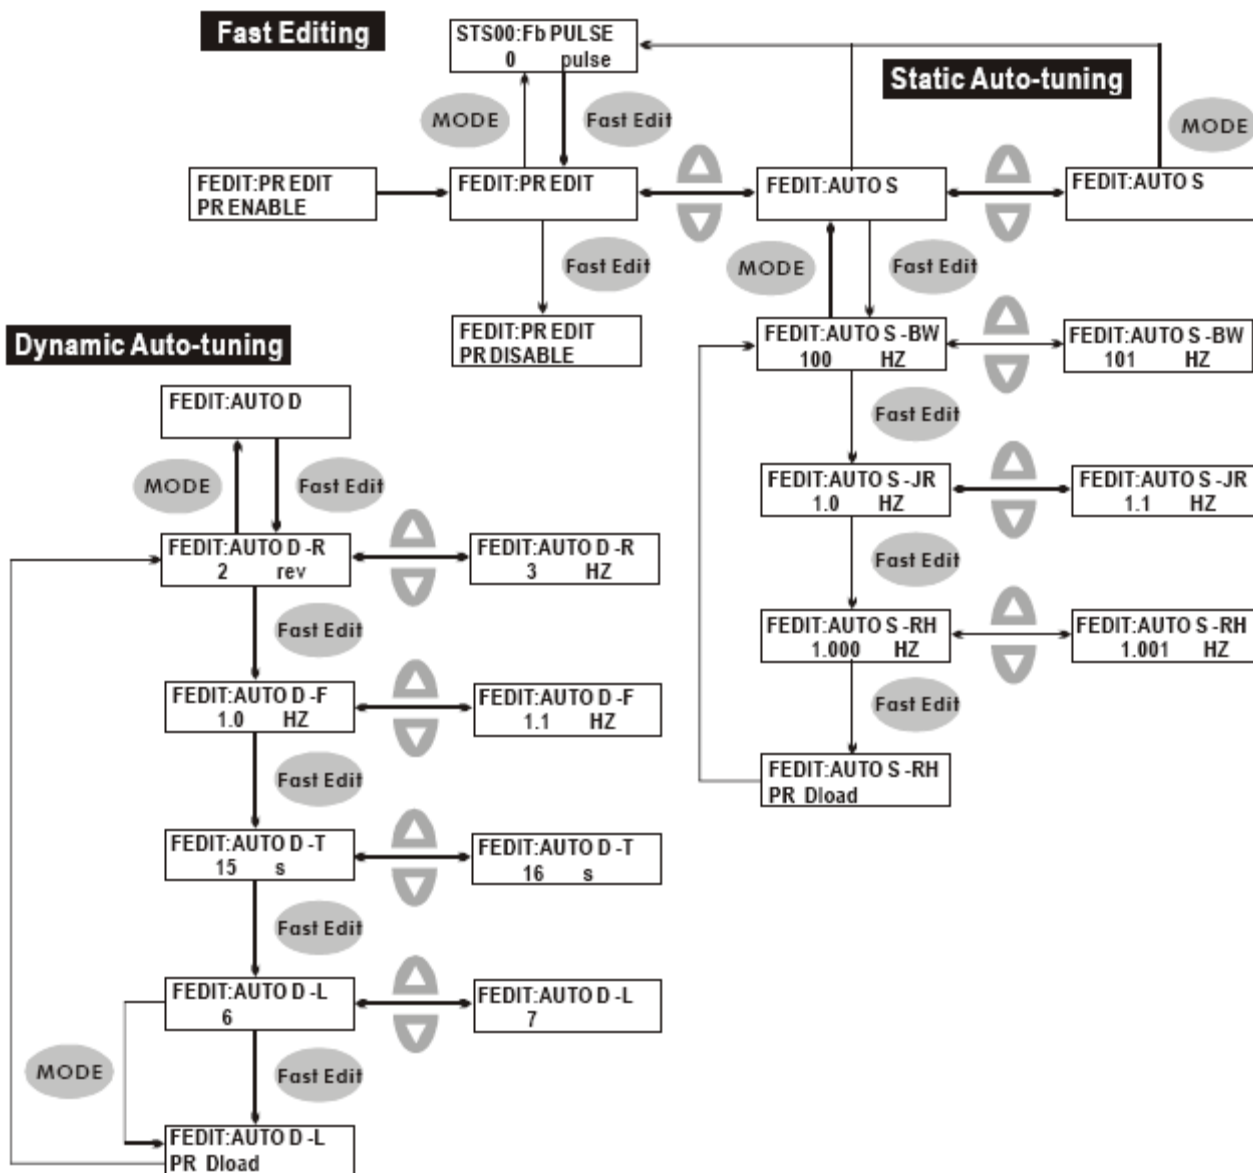 Fast Editing
STS00:Fb PULSE
0 pulse
Static Auto-tuning
MODE
Fast Edit
MODE
FEDIT:PR EDIT
PR ENABLE
FEDIT:PR EDIT
FEDIT:AUTO S
FEDIT:AUTO S
Fast Edit
MODE
Fast Edit
FEDIT:PR EDIT
PR DISABLE
FEDIT:AUTO S -BW
100 HZ
FEDIT:AUTO S -BW
101 HZ
Fast Edit
FEDIT:AUTO S -JR
1.0 HZ
FEDIT:AUTO S -JR
1.1 HZ
Fast Edit
FEDIT:AUTO S -RH
1.000 HZ
FEDIT:AUTO S -RH
1.001 HZ
Fast Edit
FEDIT:AUTO S -RH
PR Dload
Dynamic Auto-tuning
FEDIT:AUTO D
MODE
Fast Edit
FEDIT:AUTO D -R
2 rev
FEDIT:AUTO D -R
3 HZ
Fast Edit
FEDIT:AUTO D -F
1.0 HZ
FEDIT:AUTO D -F
1.1 HZ
Fast Edit
FEDIT:AUTO D -T
15 s
FEDIT:AUTO D -T
16 s
Fast Edit
FEDIT:AUTO D -L
6
FEDIT:AUTO D -L
7
MODE
Fast Edit
FEDIT:AUTO D -L
PR Dload